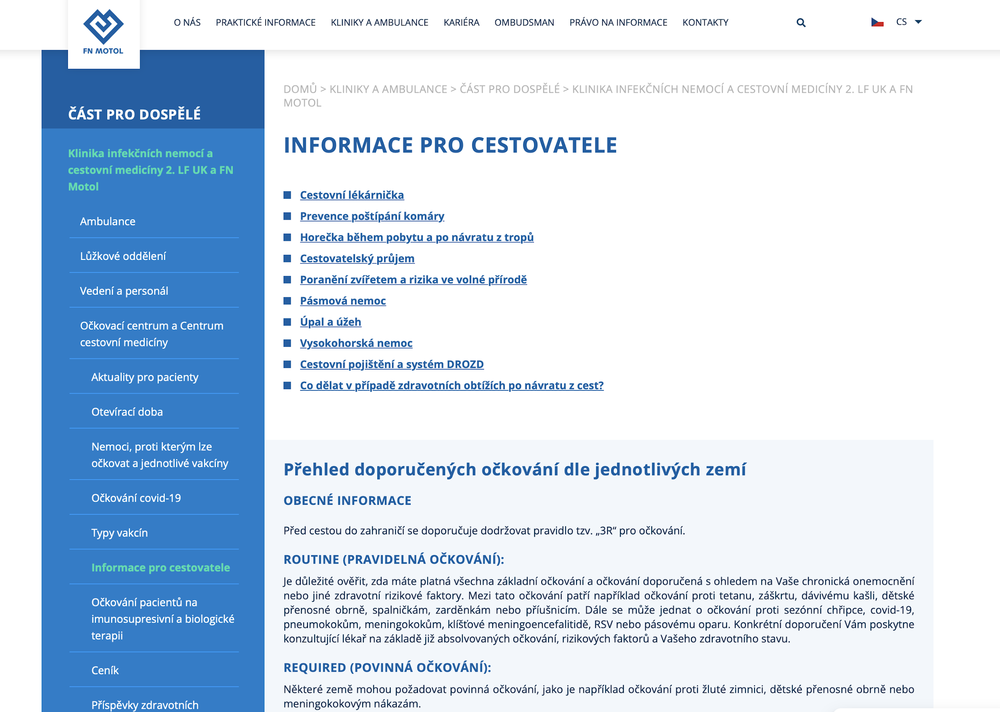 FN MOTOL
O NÁS PRAKTICKÉ INFORMACE KLINIKY A AMBULANCE KARIÉRA OMBUDSMAN PRÁVO NA INFORMACE KONTAKTY CS
ČÁST PRO DOSPĚLÉ
Klinika infekčních nemocí a
cestovní medicíny 2. LF UK a FN
Motol
Ambulance
Lůžkové oddělení
Vedení a personál
Očkovací centrum a Centrum
cestovní medicíny
Aktuality pro pacienty
Otevírací doba
Nemoci, proti kterým lze
očkovat a jednotlivé vakcíny
Očkování covid-19
Typy vakcín
Informace pro cestovatele
Očkování pacientů na
imunosupresivní a biologické
terapii
Ceník
Příspěvky zdravotních
DOMŮ > KLINIKY A AMBULANCE > ČÁST PRO DOSPĚLÉ > KLINIKA INFEKČNÍCH NEMOCÍ A CESTOVNÍ MEDICÍNY 2. LF UK A FN
MOTOL
INFORMACE PRO CESTOVATELE
Cestovní lékárnička
Prevence poštípání komáry
Horečka během pobytu a po návratu z tropů
Cestovatelský průjem
Poranění zvířetem a rizika ve volné přírodě
Pásmová nemoc
Úpal a úžeh
Vysokohorská nemoc
Cestovní pojištění a systém DROZD
Co dělat v případě zdravotních obtížích po návratu z cest?
Přehled doporučených očkování dle jednotlivých zemí
OBECNÉ INFORMACE
Před cestou do zahraničí se doporučuje dodržovat pravidlo tzv. „3R“ pro očkování.
ROUTINE (PRAVIDELNÁ OČKOVÁNÍ):
Je důležité ověřit, zda máte platná všechna základní očkování a očkování doporučená s ohledem na Vaše chronická onemocnění
nebo jiné zdravotní rizikové faktory. Mezi tato očkování patří například očkování proti tetanu, záškrtu, dávivému kašli, dětské
přenosné obrně, spalničkám, zarděnkám nebo příušnicím. Dále se může jednat o očkování proti sezónní chřipce, covid-19,
pneumokokům, meningokokům, klíšťové meningoencefalitidě, RSV nebo pásovému oparu. Konkrétní doporučení Vám poskytne
konzultující lékař na základě již absolvovaných očkování, rizikových faktorů a Vašeho zdravotního stavu.
REQUIRED (POVINNÁ OČKOVÁNÍ):
Některé země mohou požadovat povinná očkování, jako je například očkování proti žluté zimnici, dětské přenosné obrně nebo
meningokokovým nákazám.